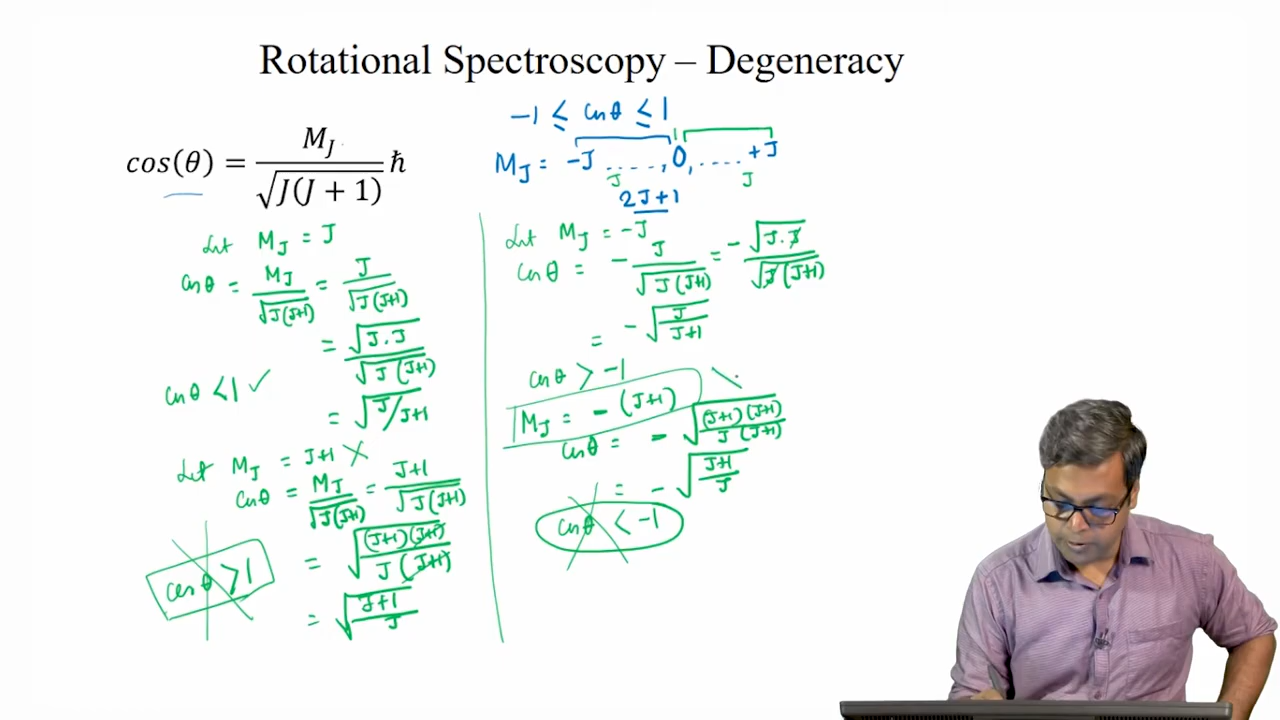 Rotational Spectroscopy – Degeneracy
cos(θ) = M_J / √(J(J + 1)) ħ
-1 ≤ cosθ ≤ 1
M_J = -J ....., 0, ..... +J
1
J J
2J+1
Let M_J = J
cosθ = M_J / √(J(J+1)) = J / √(J(J+1))
= √(J.J) / √(J(J+1))
cosθ < 1 ✓
= √(J/J+1)
Let M_J = J+1 ✗
cosθ = M_J / √(J(J+1)) = J+1 / √(J(J+1))
= √((J+1)(J+1) / J(J+1))
cosθ > 1
= √(J+1 / J)
Let M_J = -J
cosθ = - J / √(J(J+1)) = - √(J.J) / √(J(J+1))
= - √(J / J+1)
cosθ > -1
M_J = - (J+1)
cosθ = - √((J+1)(J+1) / J(J+1))
= - √(J+1 / J)
cosθ < -1